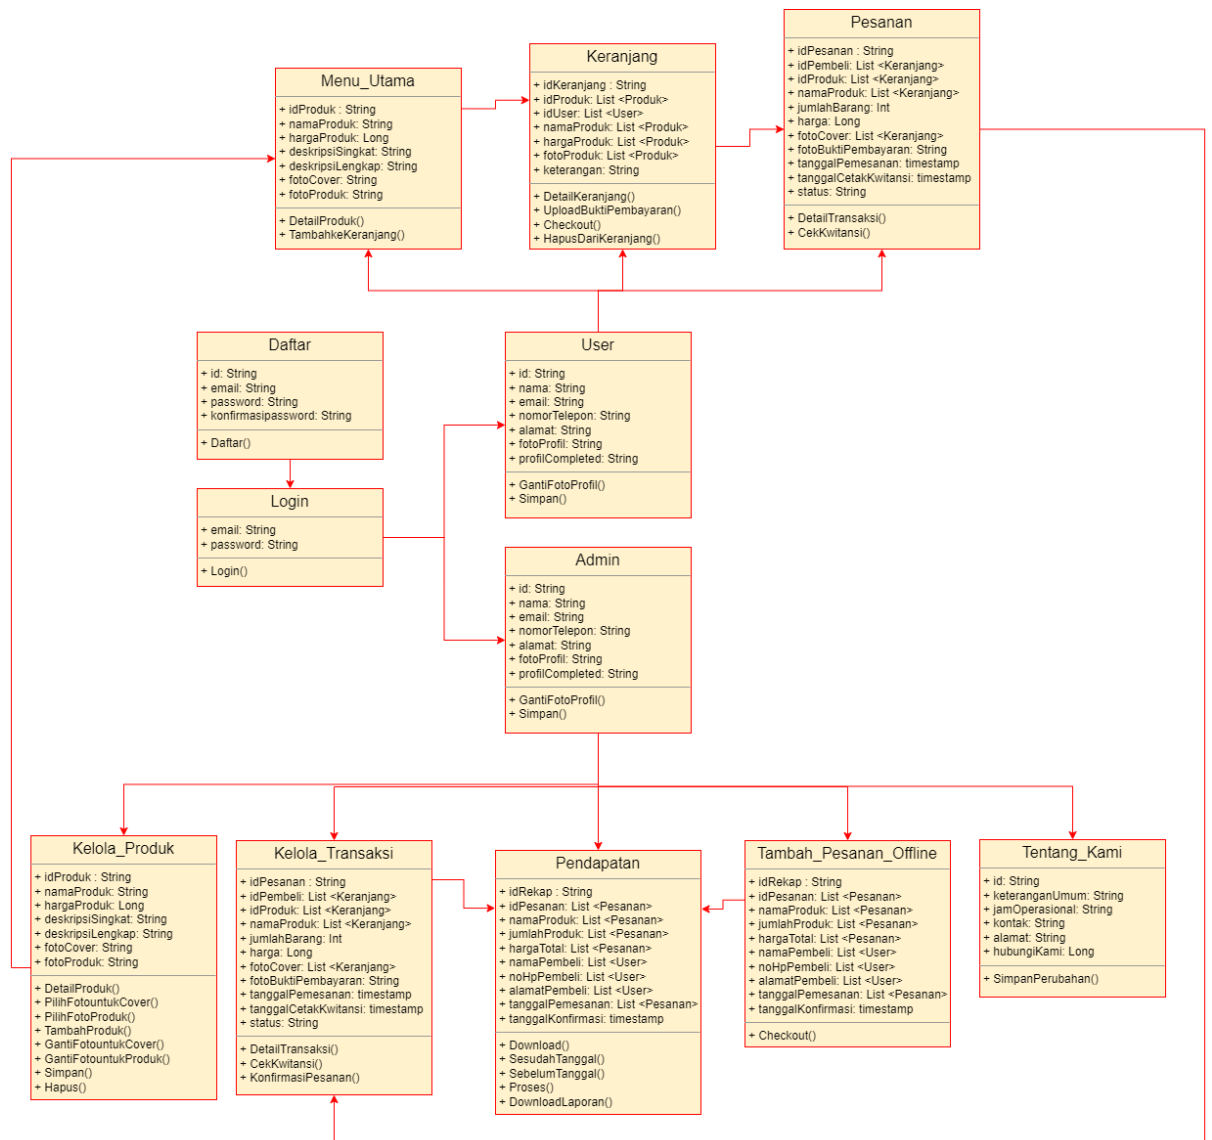 Menu_Utama
+ idProduk : String
+ namaProduk: String
+ hargaProduk: Long
+ deskripsiSingkat: String
+ deskripsiLengkap: String
+ fotoCover: String
+ fotoProduk: String
+ DetailProduk()
+ TambahkeKeranjang()
Keranjang
+ idKeranjang : String
+ idProduk: List <Produk>
+ idUser: List <User>
+ namaProduk: List <Produk>
+ hargaProduk: List <Produk>
+ fotoProduk: List <Produk>
+ keterangan: String
+ DetailKeranjang()
+ UploadBuktiPembayaran()
+ Checkout()
+ HapusDariKeranjang()
Pesanan
+ idPesanan : String
+ idPembeli: List <Keranjang>
+ idProduk: List <Keranjang>
+ namaProduk: List <Keranjang>
+ jumlahBarang: Int
+ harga: Long
+ fotoCover: List <Keranjang>
+ fotoBuktiPembayaran: String
+ tanggalPemesanan: timestamp
+ tanggalCetakKwitansi: timestamp
+ status: String
+ DetailTransaksi()
+ CekKwitansi()
Daftar
+ id: String
+ email: String
+ password: String
+ konfirmasipassword: String
+ Daftar()
User
+ id: String
+ nama: String
+ email: String
+ nomorTelepon: String
+ alamat: String
+ fotoProfil: String
+ profilCompleted: String
+ GantiFotoProfil()
+ Simpan()
Login
+ email: String
+ password: String
+ Login()
Admin
+ id: String
+ nama: String
+ email: String
+ nomorTelepon: String
+ alamat: String
+ fotoProfil: String
+ profilCompleted: String
+ GantiFotoProfil()
+ Simpan()
Kelola_Produk
+ idProduk : String
+ namaProduk: String
+ hargaProduk: Long
+ deskripsiSingkat: String
+ deskripsiLengkap: String
+ fotoCover: String
+ fotoProduk: String
+ DetailProduk()
+ PilihFotountukCover()
+ PilihFotoProduk()
+ TambahProduk()
+ GantiFotountukCover()
+ GantiFotountukProduk()
+ Simpan()
+ Hapus()
Kelola_Transaksi
+ idPesanan : String
+ idPembeli: List <Keranjang>
+ idProduk: List <Keranjang>
+ namaProduk: List <Keranjang>
+ jumlahBarang: Int
+ harga: Long
+ fotoCover: List <Keranjang>
+ fotoBuktiPembayaran: String
+ tanggalPemesanan: timestamp
+ tanggalCetakKwitansi: timestamp
+ status: String
+ DetailTransaksi()
+ CekKwitansi()
+ KonfirmasiPesanan()
Pendapatan
+ idRekap : String
+ idPesanan: List <Pesanan>
+ namaProduk: List <Pesanan>
+ jumlahProduk: List <Pesanan>
+ hargaTotal: List <Pesanan>
+ namaPembeli: List <User>
+ noHpPembeli: List <User>
+ alamatPembeli: List <User>
+ tanggalPemesanan: List <Pesanan>
+ tanggalKonfirmasi: timestamp
+ Download()
+ SesudahTanggal()
+ SebelumTanggal()
+ Proses()
+ DownloadLaporan()
Tambah_Pesanan_Offline
+ idRekap : String
+ idPesanan: List <Pesanan>
+ namaProduk: List <Pesanan>
+ jumlahProduk: List <Pesanan>
+ hargaTotal: List <Pesanan>
+ namaPembeli: List <User>
+ noHpPembeli: List <User>
+ alamatPembeli: List <User>
+ tanggalPemesanan: List <Pesanan>
+ tanggalKonfirmasi: timestamp
+ Checkout()
Tentang_Kami
+ id: String
+ keteranganUmum: String
+ jamOperasional: String
+ kontak: String
+ alamat: String
+ hubungiKami: Long
+ SimpanPerubahan()